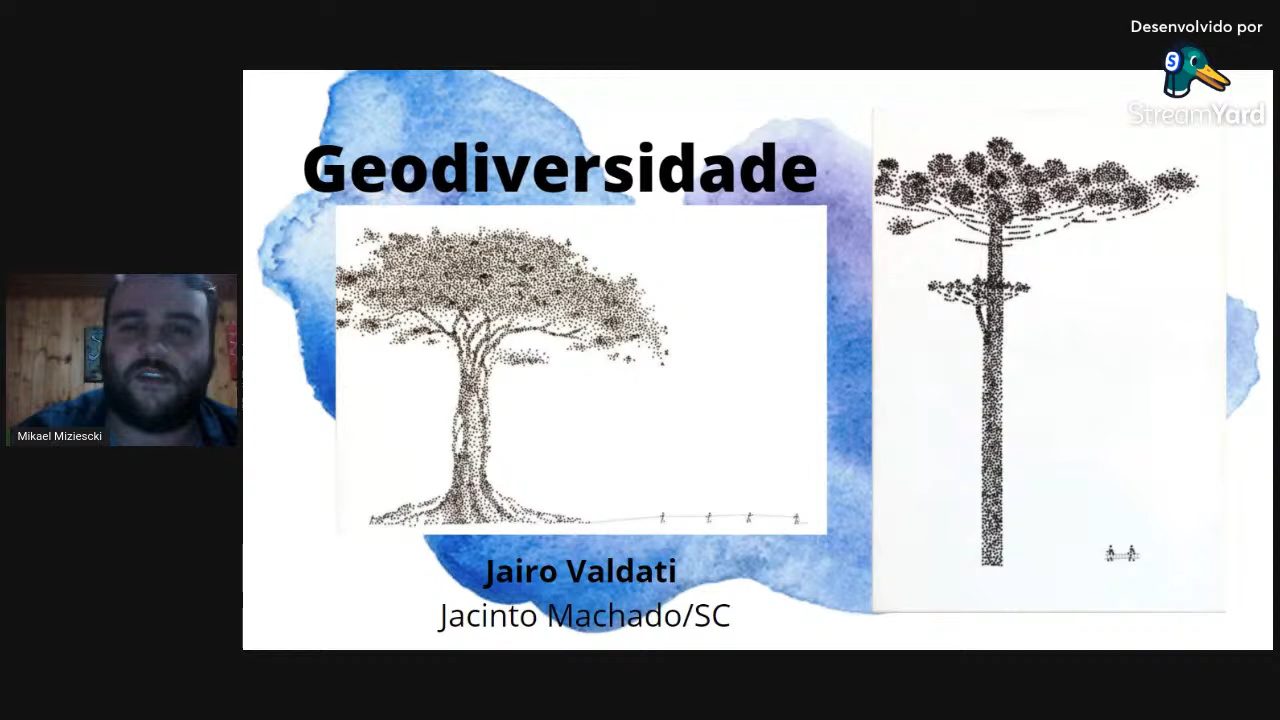 Desenvolvido por
S
StreamYard
Geodiversidade
Mikael Miziescki
Jairo Valdati
Jacinto Machado/SC